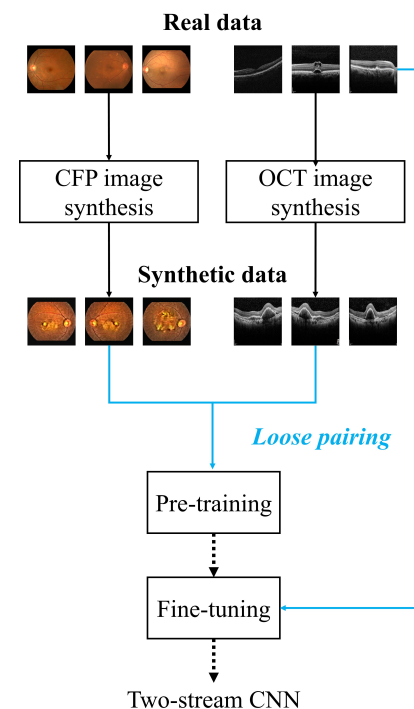 Real data
CFP image
synthesis
OCT image
synthesis
Synthetic data
Loose pairing
Pre-training
Fine-tuning
Two-stream CNN